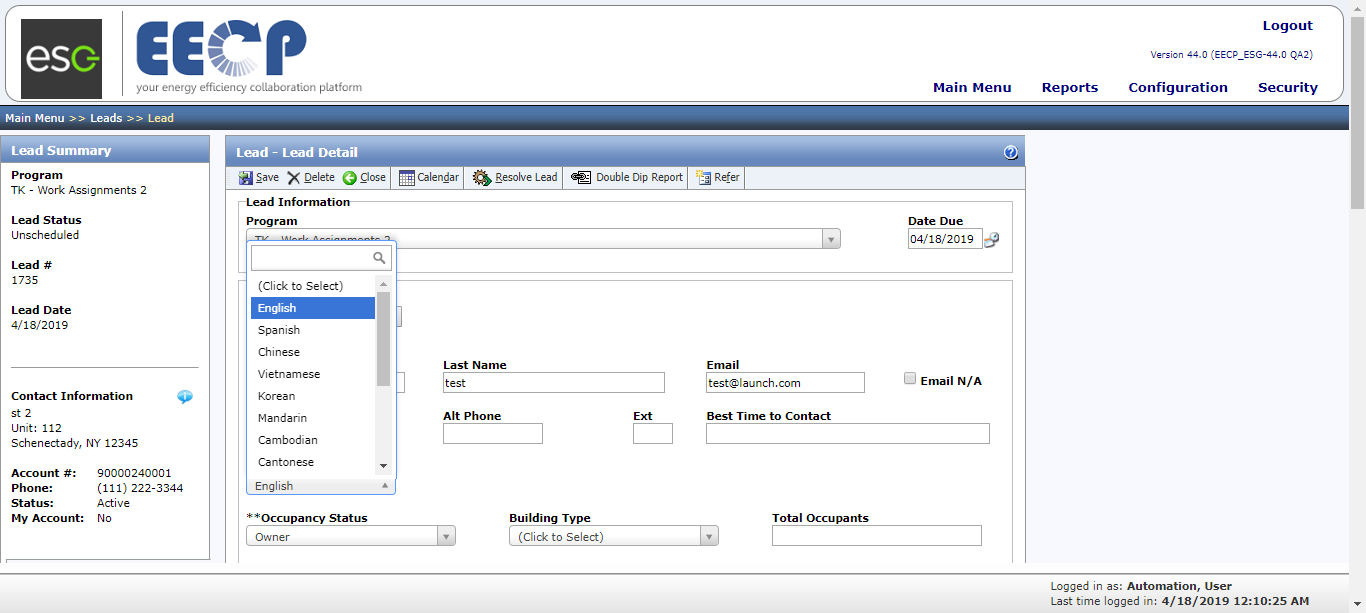 esc
EECP
your energy efficiency collaboration platform
Logout
Version 44.0 (EECP_ESG-44.0 QA2)
Main Menu Reports Configuration Security
Main Menu >> Leads >> Lead
Lead Summary
Program
TK - Work Assignments 2
Lead Status
Unscheduled
Lead #
1735
Lead Date
4/18/2019
Contact Information
st 2
Unit: 112
Schenectady, NY 12345
Account #: 90000240001
Phone: (111) 222-3344
Status: Active
My Account: No
Lead - Lead Detail
Save Delete Close Calendar Resolve Lead Double Dip Report Refer
Lead Information
Program
TK - Work Assignments 2
Date Due
04/18/2019
(Click to Select)
English
Spanish
Chinese
Vietnamese
Korean
Mandarin
Cambodian
Cantonese
English
Last Name
test
Email
test@launch.com
Email N/A
Alt Phone
Ext
Best Time to Contact
**Occupancy Status
Owner
Building Type
(Click to Select)
Total Occupants
Logged in as: Automation, User
Last time logged in: 4/18/2019 12:10:25 AM